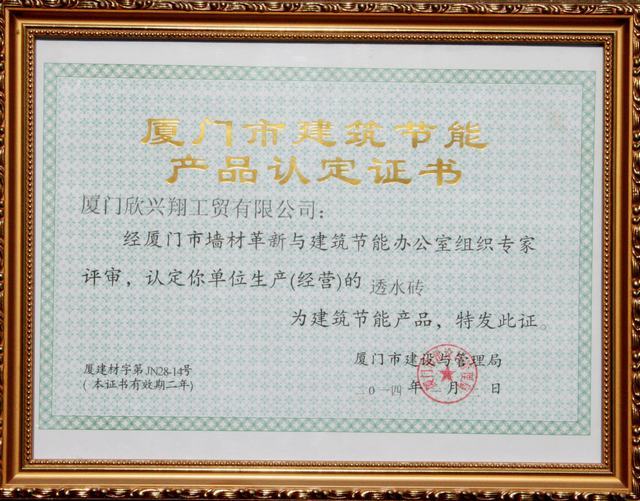 厦门市建筑节能
产品认定证书
厦门欣兴翔工贸有限公司：
经厦门市墙材革新与建筑节能办公室组织专家
评审，认定你单位生产(经营)的 透水砖
为建筑节能产品，特发此证。
厦门市建设与管理局
厦建材字第JN28-14号
(本证书有效期二年)
二〇一四年 月 日